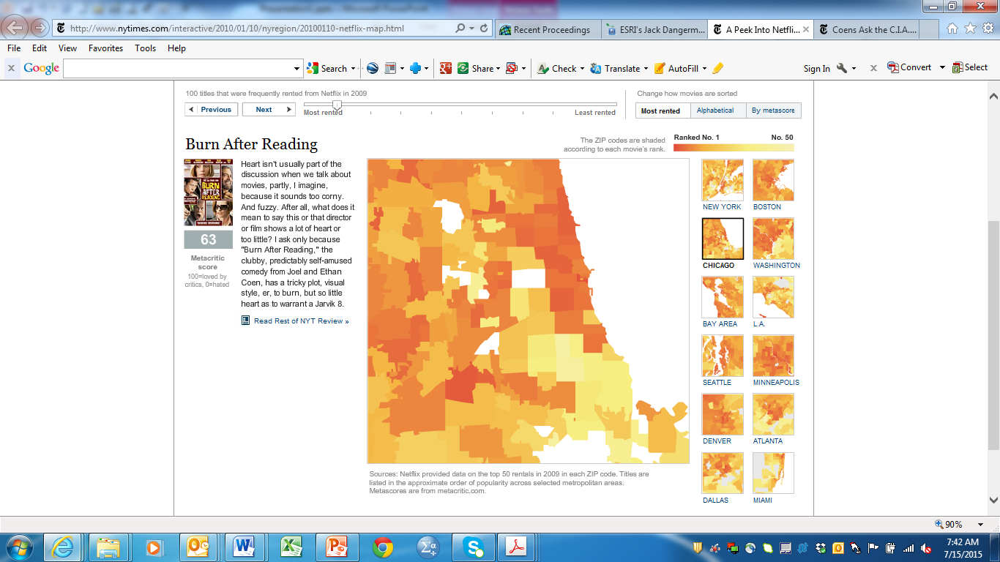 http://www.nytimes.com/interactive/2010/01/10/nyregion/20100110-netflix-map.html
Recent Proceedings
ESRI's Jack Dangerm...
A Peek Into Netfli...
Coens Ask the C.I.A....
File Edit View Favorites Tools Help
Google Search Share Check Translate AutoFill Sign In Convert Select
100 titles that were frequently rented from Netflix in 2009
Change how movies are sorted
Previous Next
Most rented Least rented
Most rented Alphabetical By metascore
Burn After Reading
The ZIP codes are shaded
according to each movie's rank.
Ranked No. 1 No. 50
BURN
AFTER
READING
63
Metacritic
score
100=loved by
critics, 0=hated
Heart isn't usually part of the
discussion when we talk about
movies, partly, I imagine,
because it sounds too corny.
And fuzzy. After all, what does it
mean to say this or that director
or film shows a lot of heart or
too little? I ask only because
"Burn After Reading," the
clubby, predictably self-amused
comedy from Joel and Ethan
Coen, has a tricky plot, visual
style, er, to burn, but so little
heart as to warrant a Jarvik 8.
Read Rest of NYT Review »
NEW YORK BOSTON
CHICAGO WASHINGTON
BAY AREA L.A.
SEATTLE MINNEAPOLIS
DENVER ATLANTA
DALLAS MIAMI
Sources: Netflix provided data on the top 50 rentals in 2009 in each ZIP code. Titles are
listed in the approximate order of popularity across selected metropolitan areas.
Metascores are from metacritic.com.
90%
7:42 AM
7/15/2015